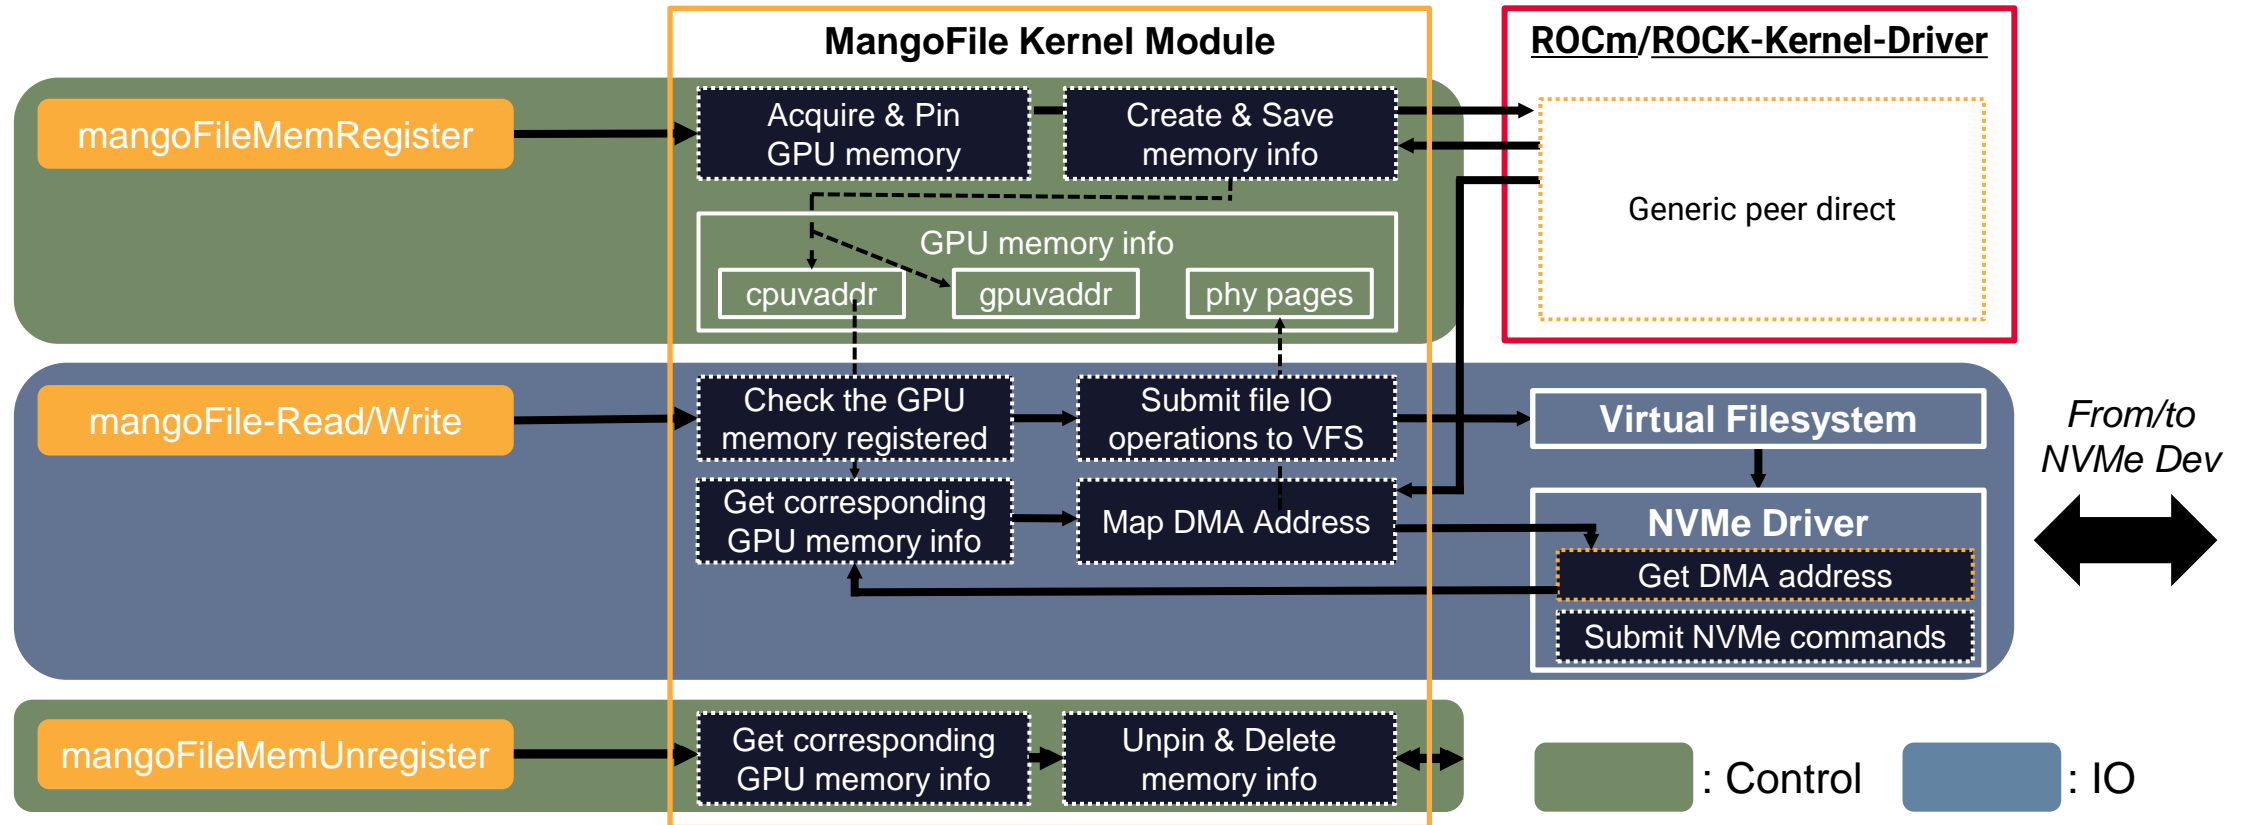 MangoFile Kernel Module
ROCm/ROCK-Kernel-Driver
mangoFileMemRegister
Acquire & Pin
GPU memory
Create & Save
memory info
Generic peer direct
GPU memory info
cpuvaddr
gpuvaddr
phy pages
mangoFile-Read/Write
Check the GPU
memory registered
Submit file IO
operations to VFS
Virtual Filesystem
From/to
NVMe Dev
Get corresponding
GPU memory info
Map DMA Address
NVMe Driver
Get DMA address
Submit NVMe commands
mangoFileMemUnregister
Get corresponding
GPU memory info
Unpin & Delete
memory info
: Control
: IO